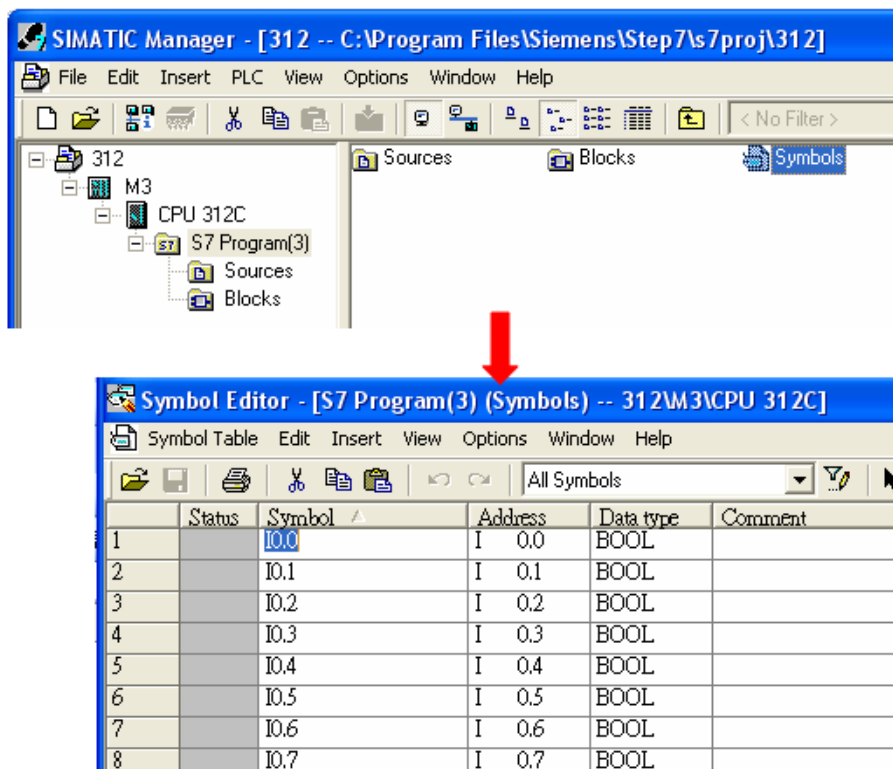 SIMATIC Manager - [312 -- C:\Program Files\Siemens\Step7\s7proj\312]
File Edit Insert PLC View Options Window Help
< No Filter >
312
M3
CPU 312C
S7 Program(3)
Sources
Blocks
Sources Blocks Symbols
Symbol Editor - [S7 Program(3) (Symbols) -- 312\M3\CPU 312C]
Symbol Table Edit Insert View Options Window Help
All Symbols
Status Symbol Address Data type Comment
1 I0.0 I 0.0 BOOL
2 I0.1 I 0.1 BOOL
3 I0.2 I 0.2 BOOL
4 I0.3 I 0.3 BOOL
5 I0.4 I 0.4 BOOL
6 I0.5 I 0.5 BOOL
7 I0.6 I 0.6 BOOL
8 I0.7 I 0.7 BOOL